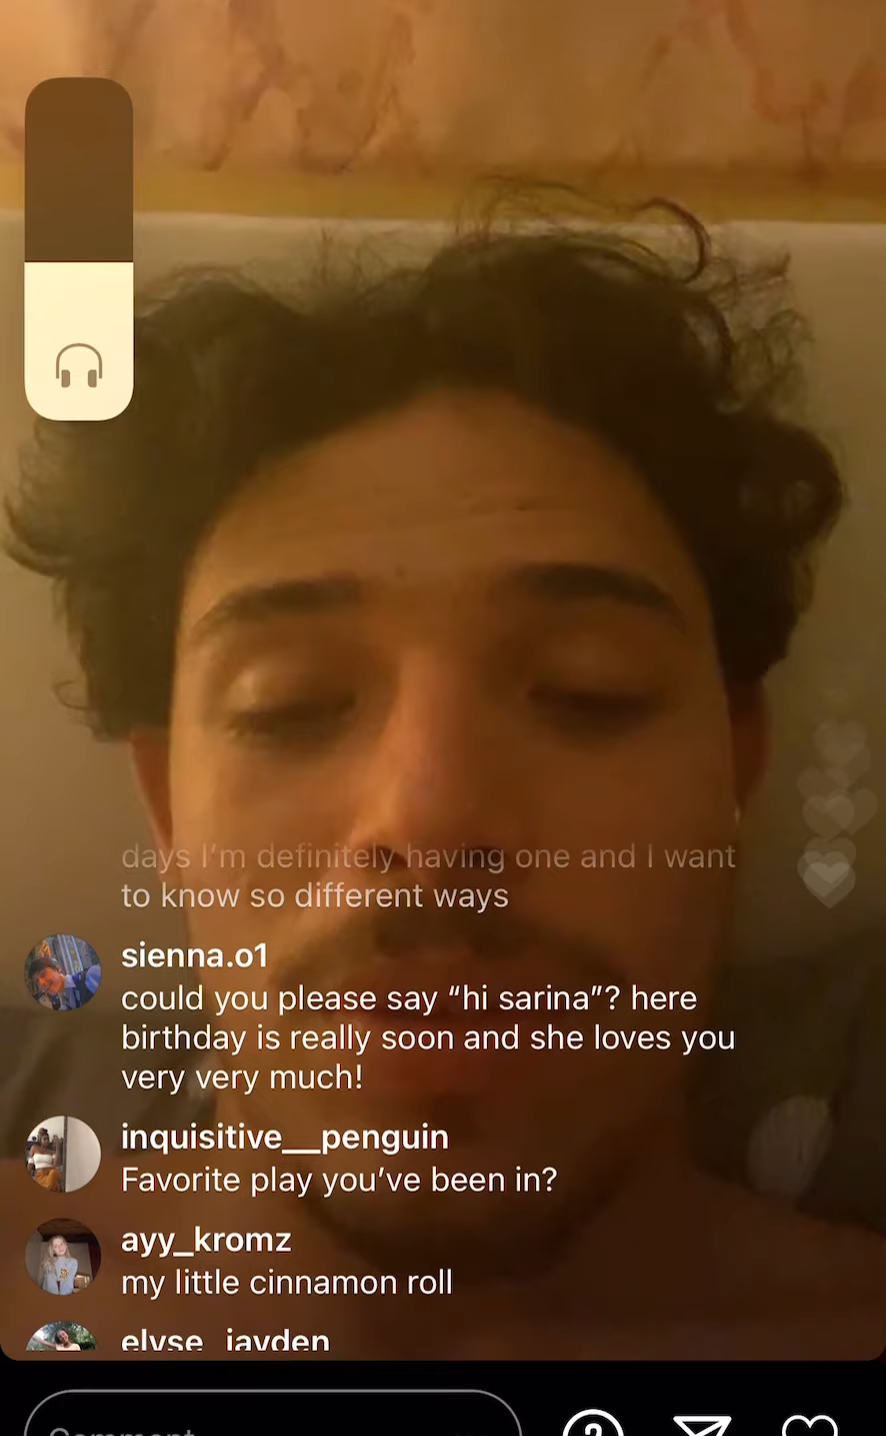 days I’m definitely having one and I want
to know so different ways
sienna.o1
could you please say “hi sarina”? here
birthday is really soon and she loves you
very very much!
inquisitive__penguin
Favorite play you’ve been in?
ayy_kromz
my little cinnamon roll
elyse_jayden
Comment
?